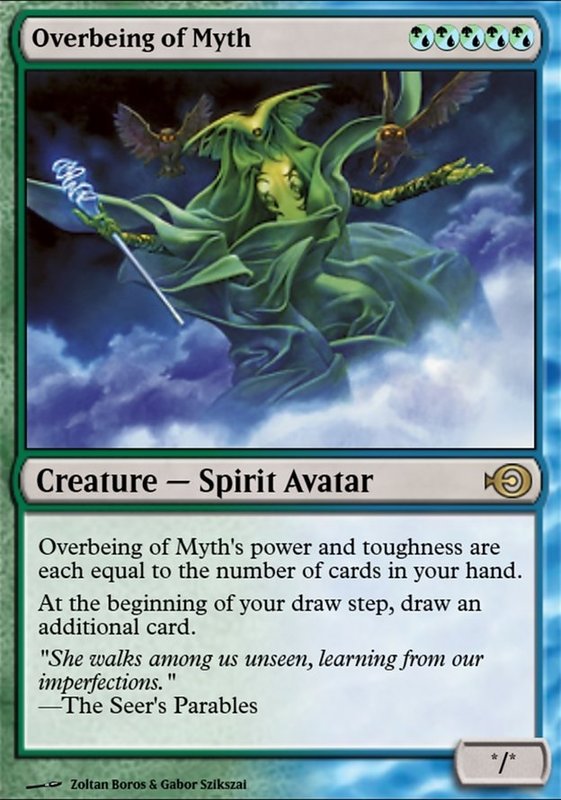 Overbeing of Myth
Creature — Spirit Avatar
Overbeing of Myth's power and toughness are
each equal to the number of cards in your hand.
At the beginning of your draw step, draw an
additional card.
"She walks among us unseen, learning from our
imperfections."
—The Seer's Parables
*/*
Zoltan Boros & Gabor Szikszai